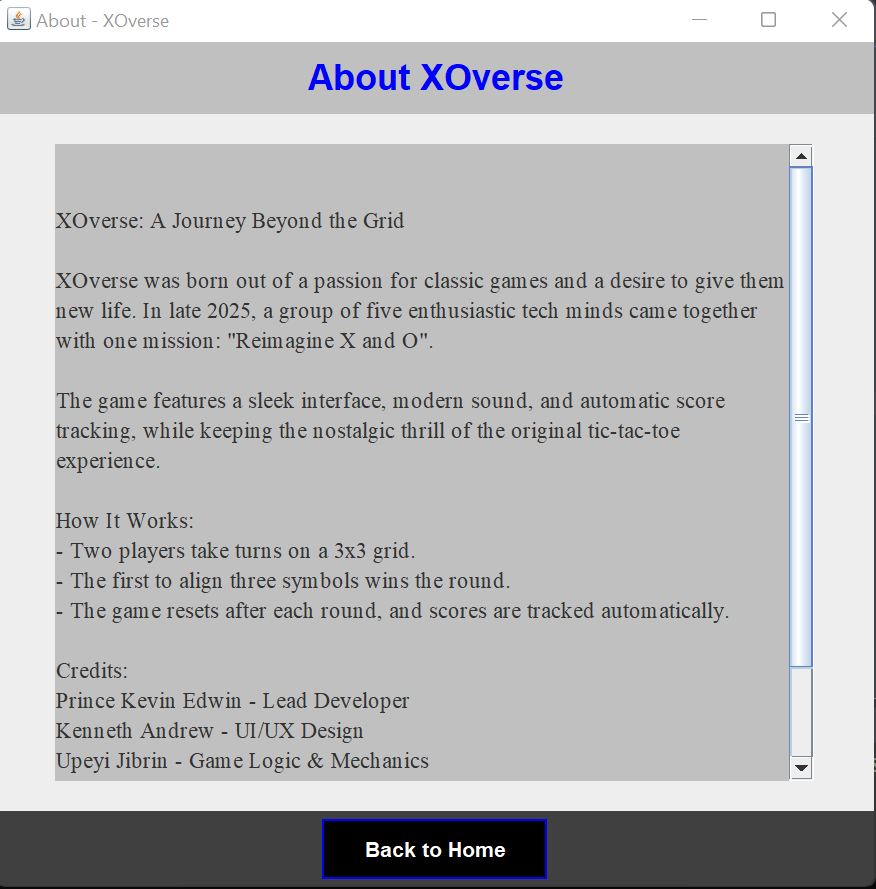 About - XOverse
About XOverse
XOverse: A Journey Beyond the Grid
XOverse was born out of a passion for classic games and a desire to give them
new life. In late 2025, a group of five enthusiastic tech minds came together
with one mission: "Reimagine X and O".
The game features a sleek interface, modern sound, and automatic score
tracking, while keeping the nostalgic thrill of the original tic-tac-toe
experience.
How It Works:
- Two players take turns on a 3x3 grid.
- The first to align three symbols wins the round.
- The game resets after each round, and scores are tracked automatically.
Credits:
Prince Kevin Edwin - Lead Developer
Kenneth Andrew - UI/UX Design
Upeyi Jibrin - Game Logic & Mechanics
Back to Home